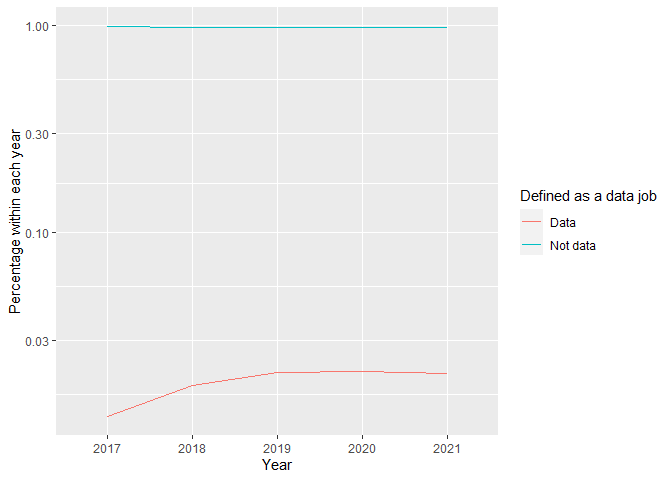 Percentage within each year
1.00
0.30
0.10
0.03
2017 2018 2019 2020 2021
Year
Defined as a data job
Data
Not data